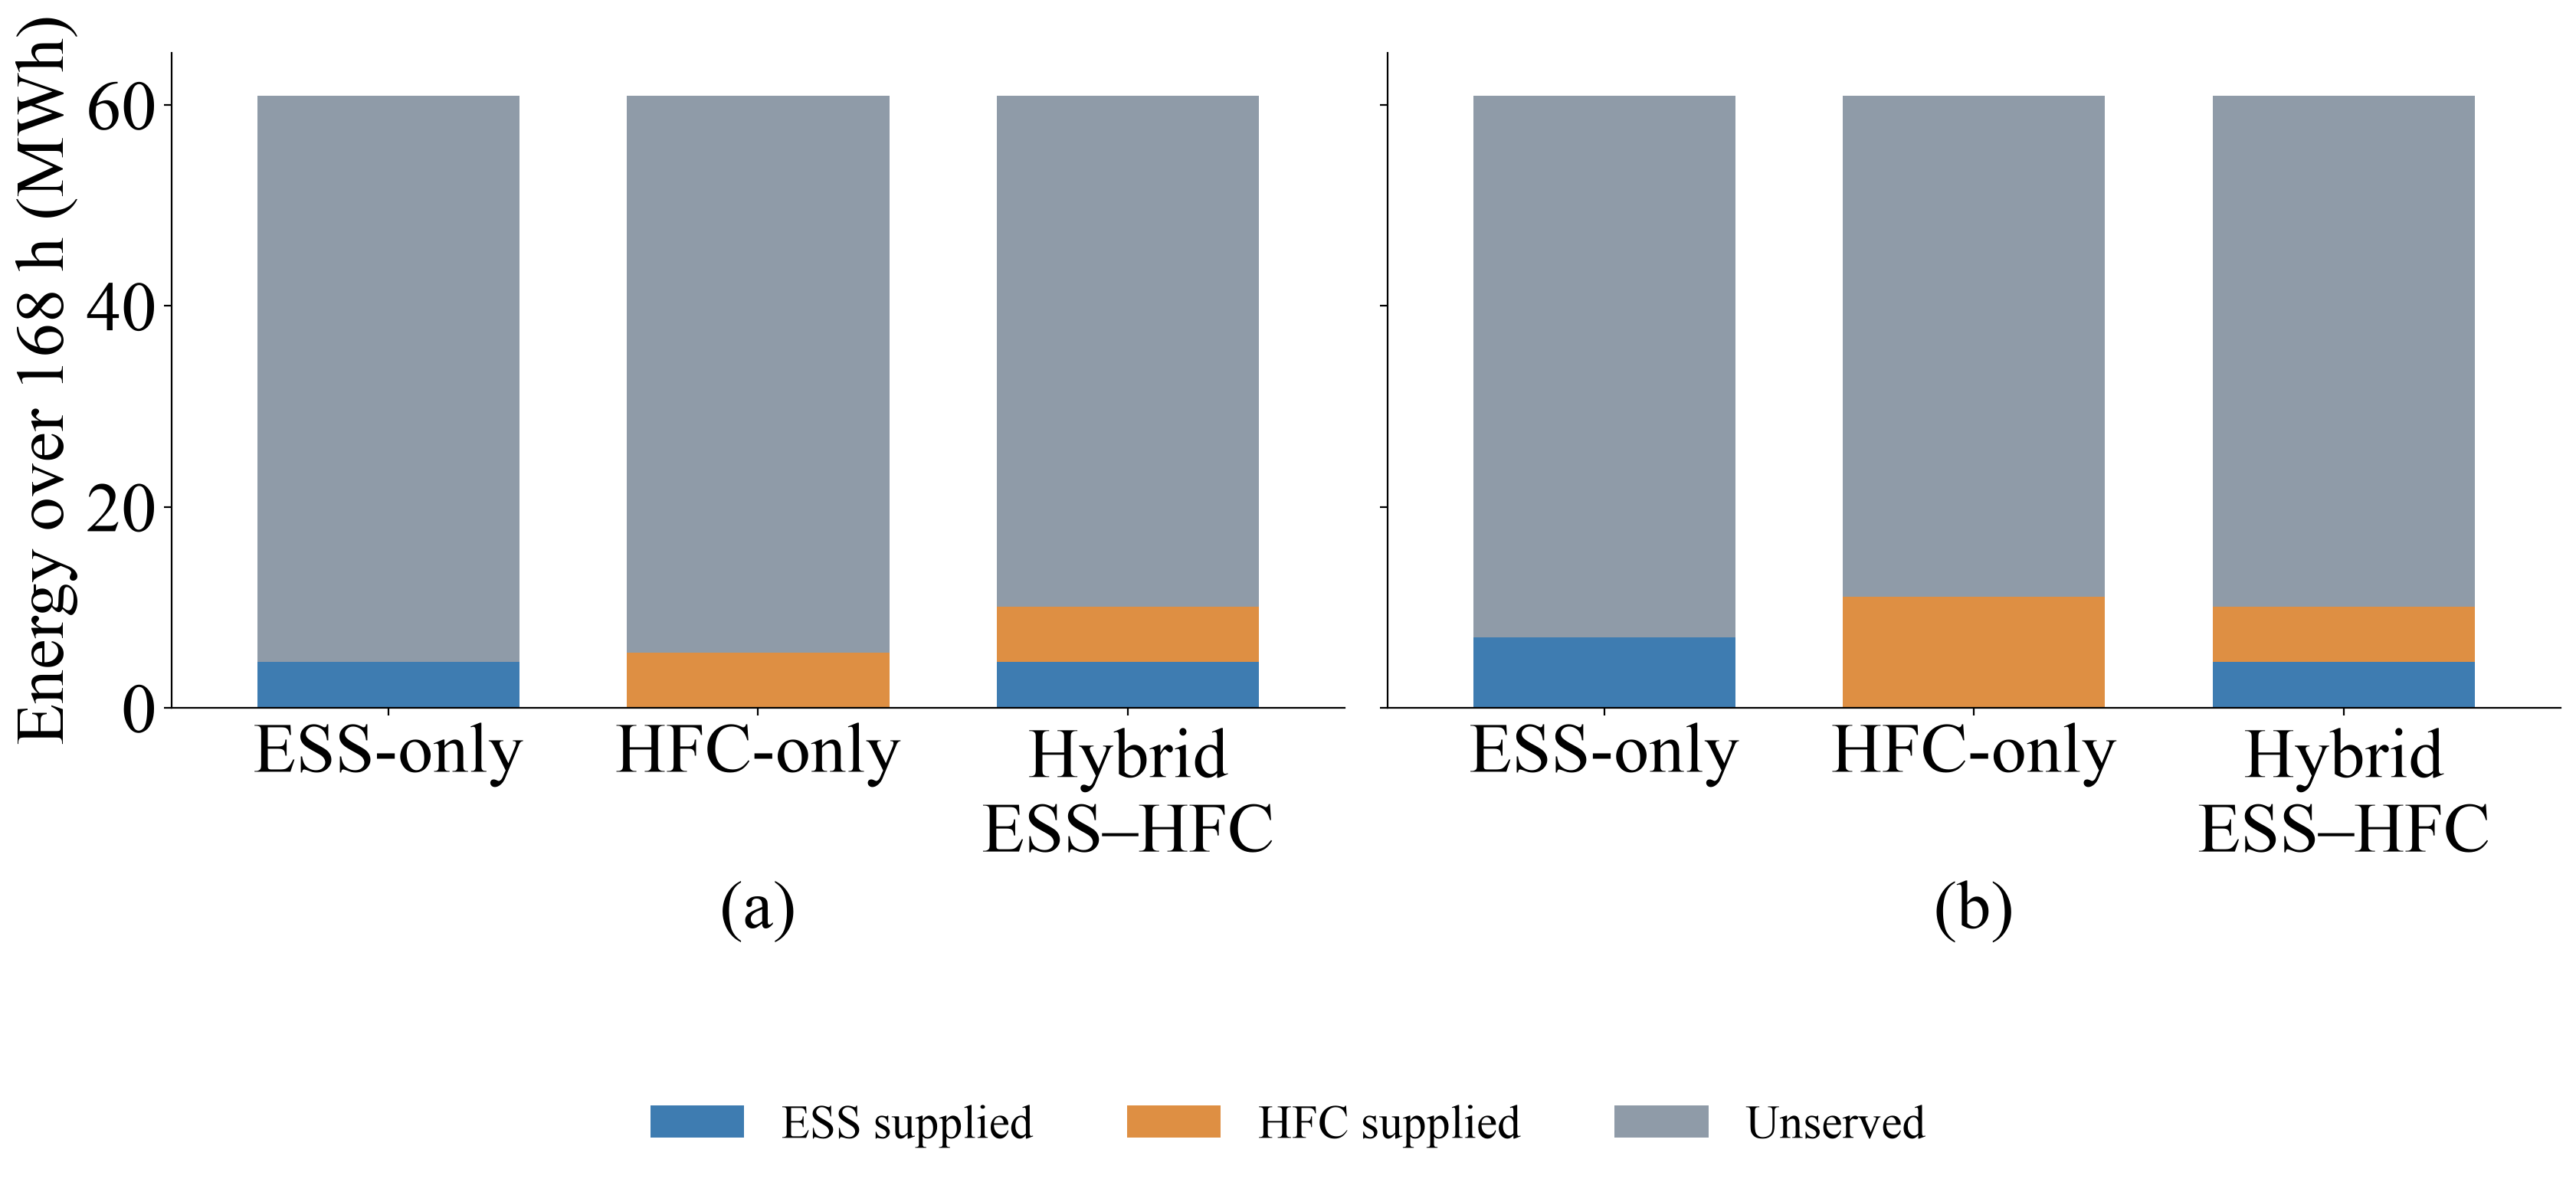 Energy over 168 h (MWh)
60
40
20
0
ESS-only
HFC-only
Hybrid
ESS–HFC
(a)
ESS-only
HFC-only
Hybrid
ESS–HFC
(b)
ESS supplied
HFC supplied
Unserved